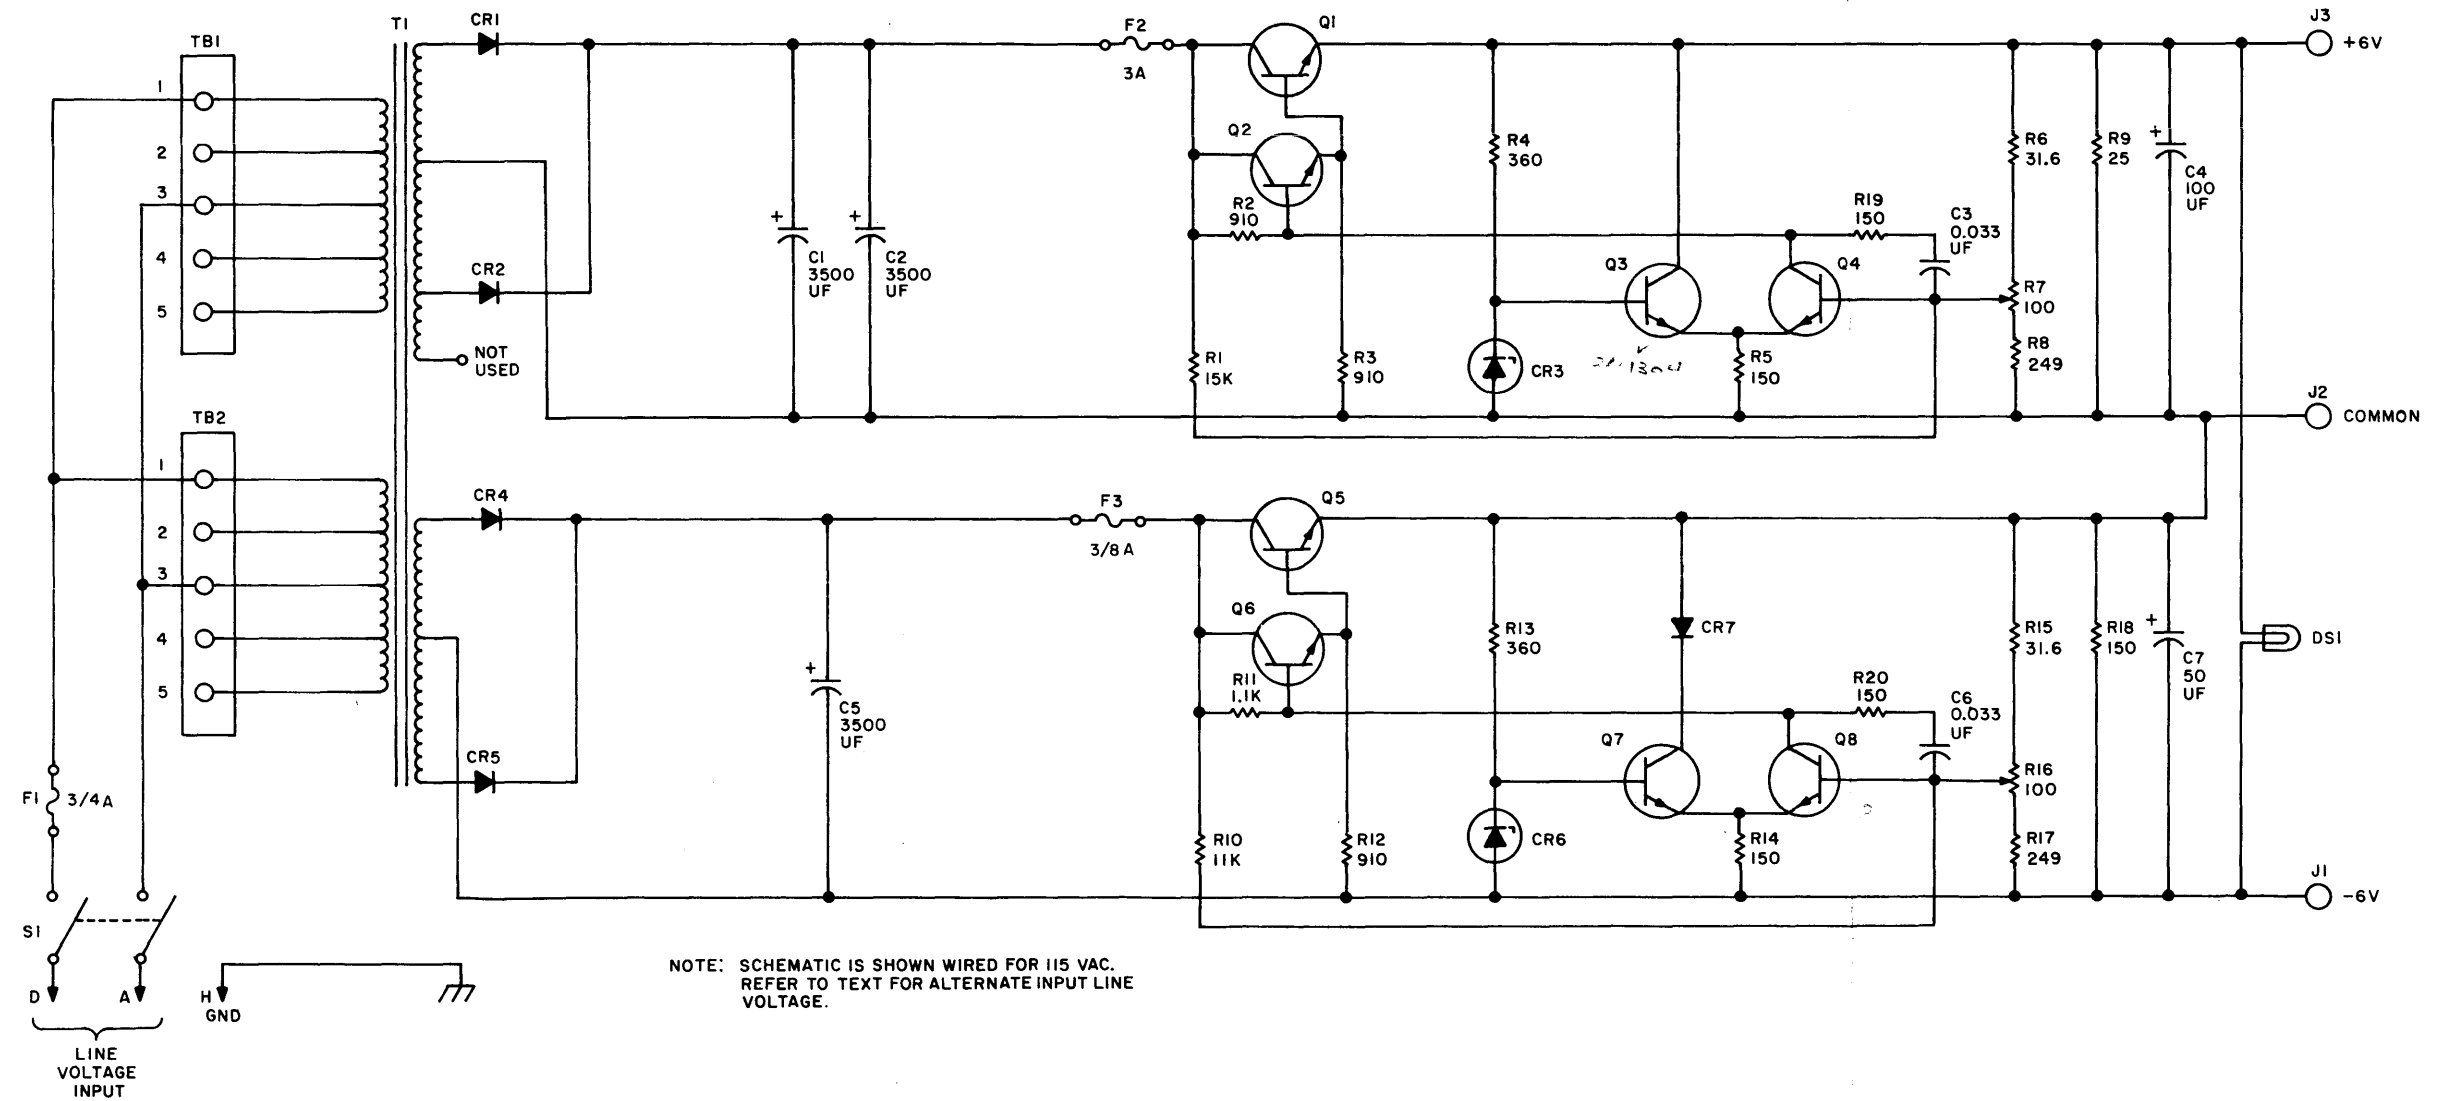 T1
CR1
F2
3A
Q1
J3
+6V
TB1
1
2
3
4
5
CR2
NOT
USED
+
C1
3500
UF
+
C2
3500
UF
Q2
R2
910
R1
15K
R3
910
R4
360
CR3
Q3
Q4
R5
150
R19
150
C3
0.033
UF
R6
31.6
R7
100
R8
249
R9
25
+
C4
100
UF
J2
COMMON
TB2
1
2
3
4
5
CR4
CR5
F3
3/8A
+
C5
3500
UF
Q5
Q6
R11
1.1K
R10
11K
R12
910
R13
360
CR6
CR7
Q7
Q8
R14
150
R20
150
C6
0.033
UF
R15
31.6
R16
100
R17
249
R18
150
+
C7
50
UF
DS1
J1
-6V
F1
3/4A
S1
D
A
H
GND
LINE
VOLTAGE
INPUT
NOTE: SCHEMATIC IS SHOWN WIRED FOR 115 VAC.
REFER TO TEXT FOR ALTERNATE INPUT LINE
VOLTAGE.